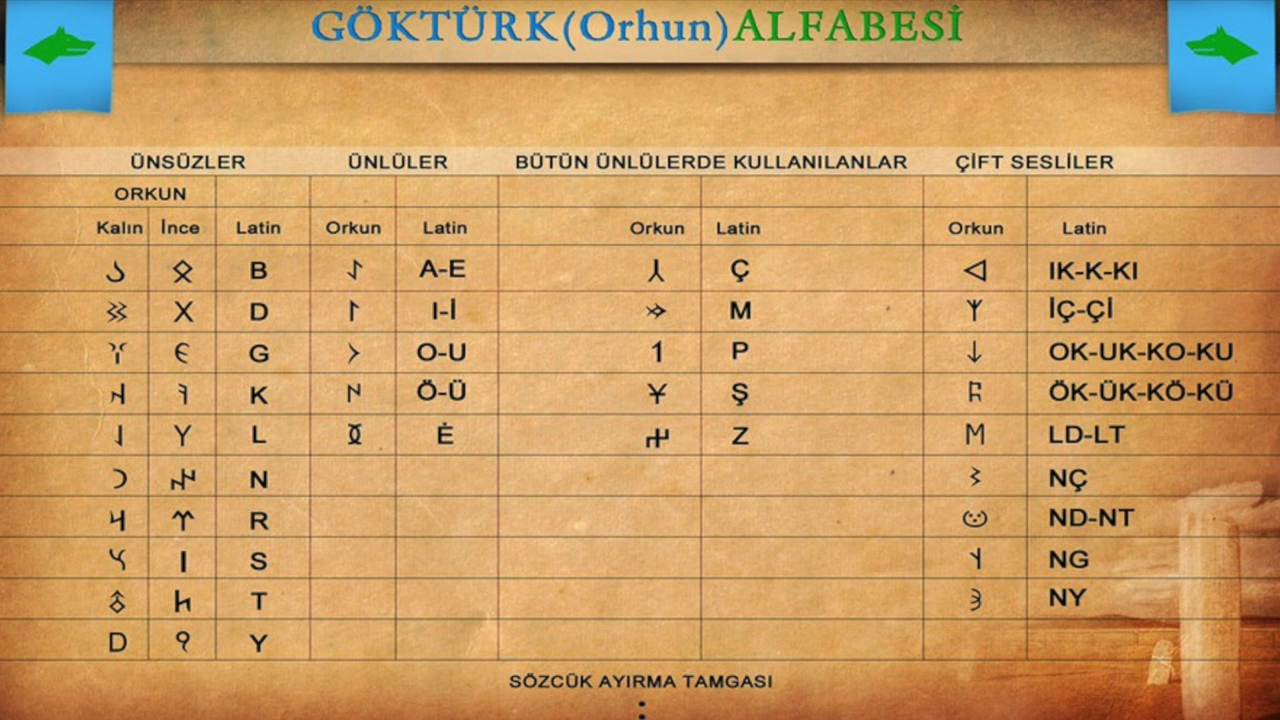 GÖKTÜRK(Orhun)ALFABESİ
ÜNSÜZLER ÜNLÜLER BÜTÜN ÜNLÜLERDE KULLANILANLAR ÇİFT SESLİLER
ORKUN
Kalın İnce Latin Orkun Latin Orkun Latin Orkun Latin
𐰉 𐰋 B 𐰀 A-E 𐰲 Ç 𐰶 IK-K-KI
𐰑 𐰓 D 𐰃 I-İ 𐰢 M 𐰱 İÇ-Çİ
𐰍 𐰏 G 𐰆 O-U 𐰯 P 𐰸 OK-UK-KO-KU
𐰴 𐰚 K 𐰇 Ö-Ü 𐱁 Ş 𐰜 ÖK-ÜK-KÖ-KÜ
𐰞 𐰠 L 𐰅 Ė 𐰔 Z 𐰡 LD-LT
𐰣 𐰤 N 𐰨 NÇ
𐰺 𐰼 R 𐰦 ND-NT
𐰽 𐰾 S 𐰭 NG
𐱃 𐱅 T 𐰪 NY
𐰖 𐰘 Y
SÖZCÜK AYIRMA TAMGASI
: